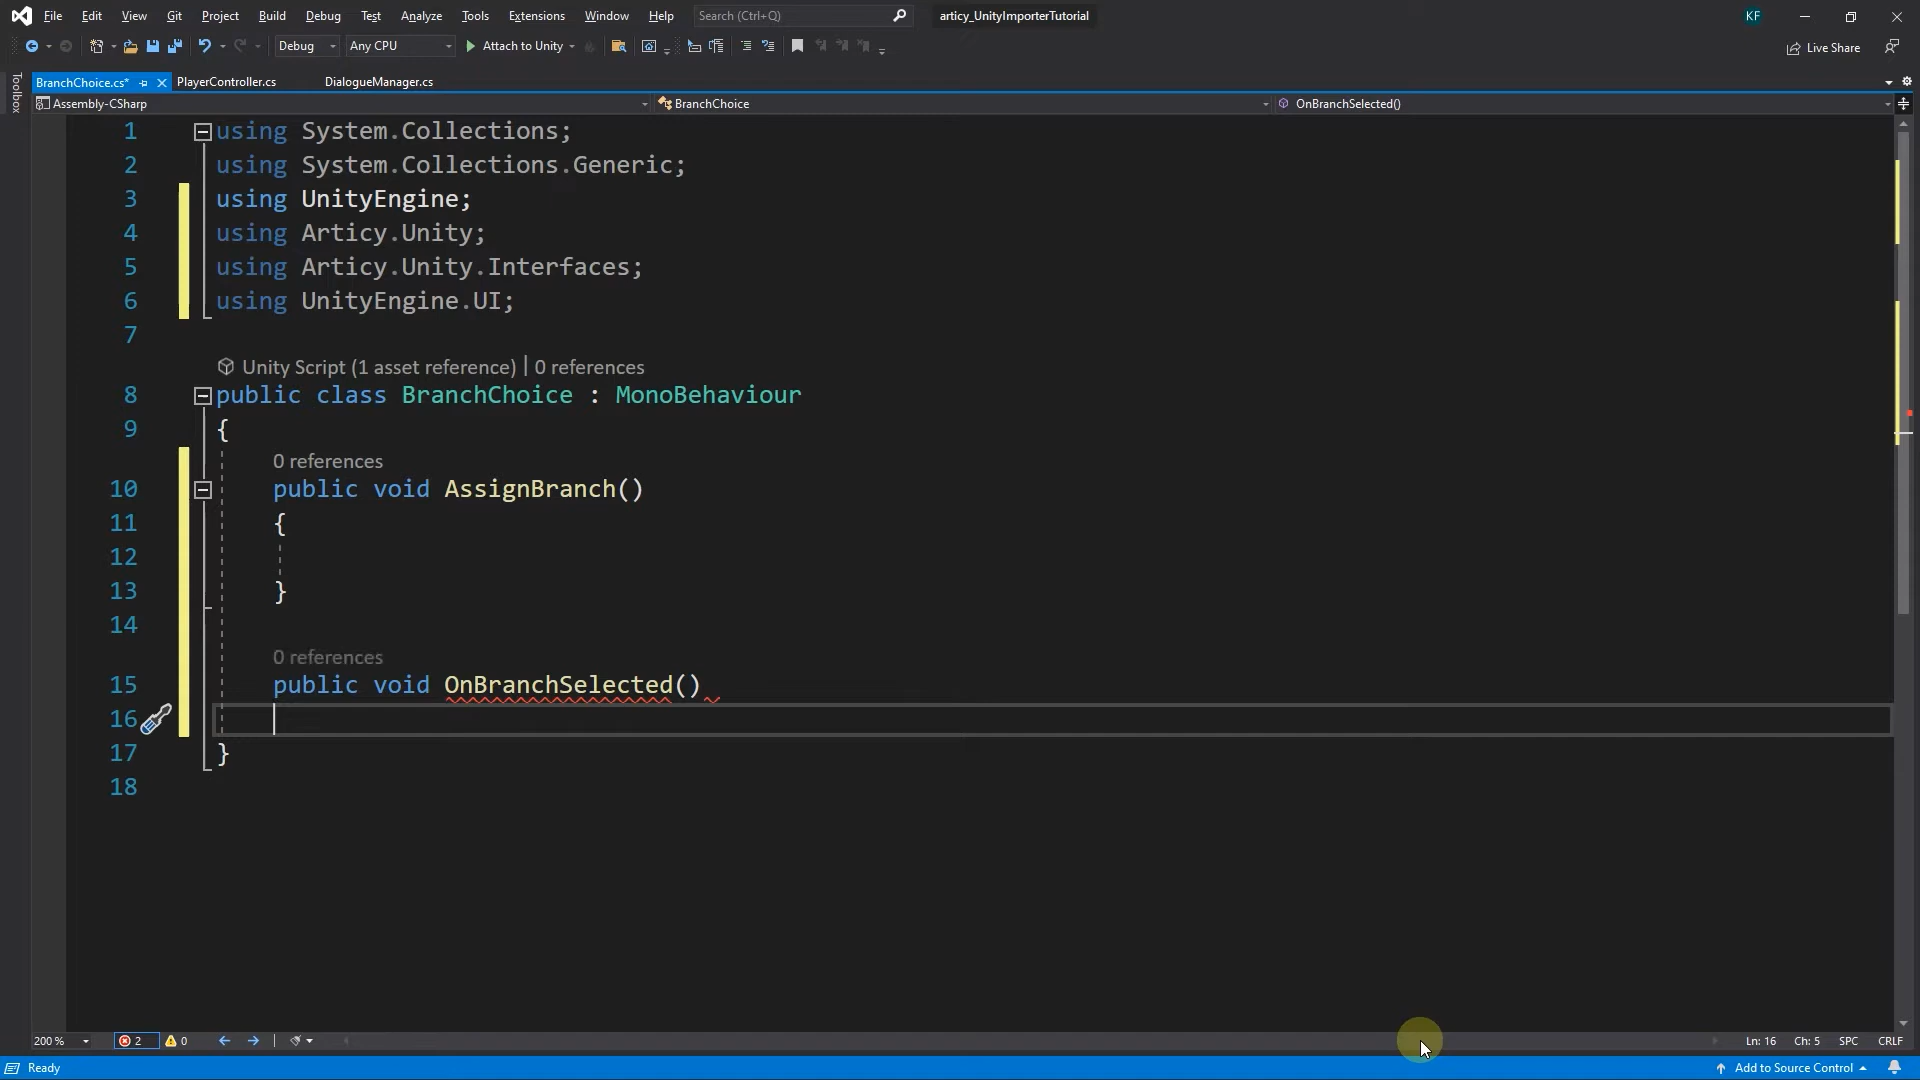 File Edit View Git Project Build Debug Test Analyze Tools Extensions Window Help Search (Ctrl+Q) articy_UnityImporterTutorial KF
Debug Any CPU Attach to Unity Live Share
Toolbox
BranchChoice.cs* PlayerController.cs DialogueManager.cs
Assembly-CSharp BranchChoice OnBranchSelected()
1 using System.Collections;
2 using System.Collections.Generic;
3 using UnityEngine;
4 using Articy.Unity;
5 using Articy.Unity.Interfaces;
6 using UnityEngine.UI;
7
Unity Script (1 asset reference) | 0 references
8 public class BranchChoice : MonoBehaviour
9 {
0 references
10 public void AssignBranch()
11 {
12
13 }
14
0 references
15 public void OnBranchSelected()
16
17 }
18
200 % 2 0 Ln: 16 Ch: 5 SPC CRLF
Ready Add to Source Control